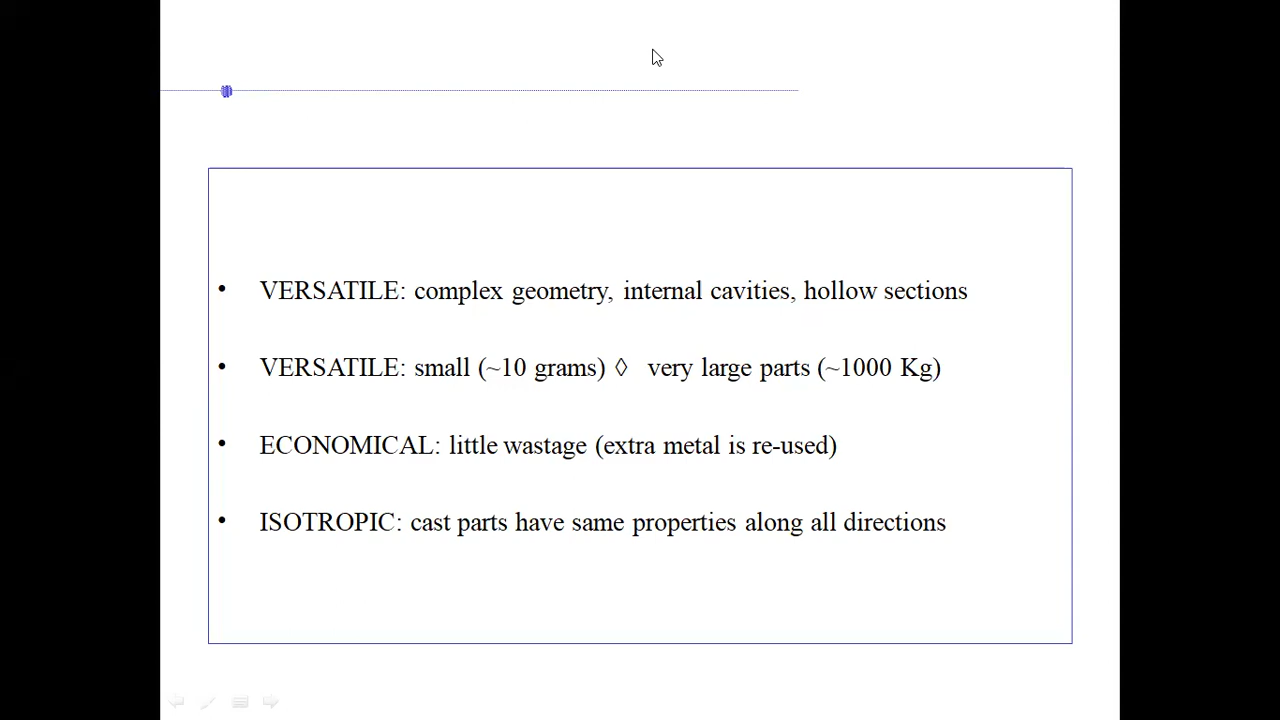 • VERSATILE: complex geometry, internal cavities, hollow sections
• VERSATILE: small (~10 grams) ◊ very large parts (~1000 Kg)
• ECONOMICAL: little wastage (extra metal is re-used)
• ISOTROPIC: cast parts have same properties along all directions